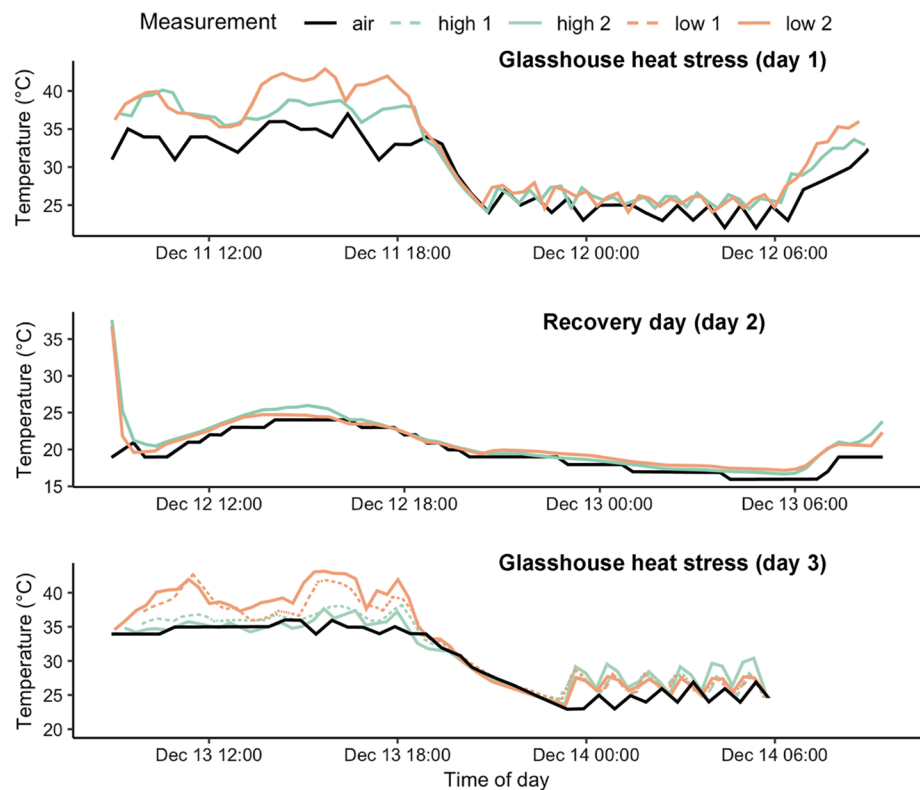 Measurement air high 1 high 2 low 1 low 2
Glasshouse heat stress (day 1)
Temperature (°C)
40
35
30
25
Dec 11 12:00 Dec 11 18:00 Dec 12 00:00 Dec 12 06:00
Recovery day (day 2)
Temperature (°C)
35
30
25
20
15
Dec 12 12:00 Dec 12 18:00 Dec 13 00:00 Dec 13 06:00
Glasshouse heat stress (day 3)
Temperature (°C)
40
35
30
25
20
Dec 13 12:00 Dec 13 18:00 Dec 14 00:00 Dec 14 06:00
Time of day